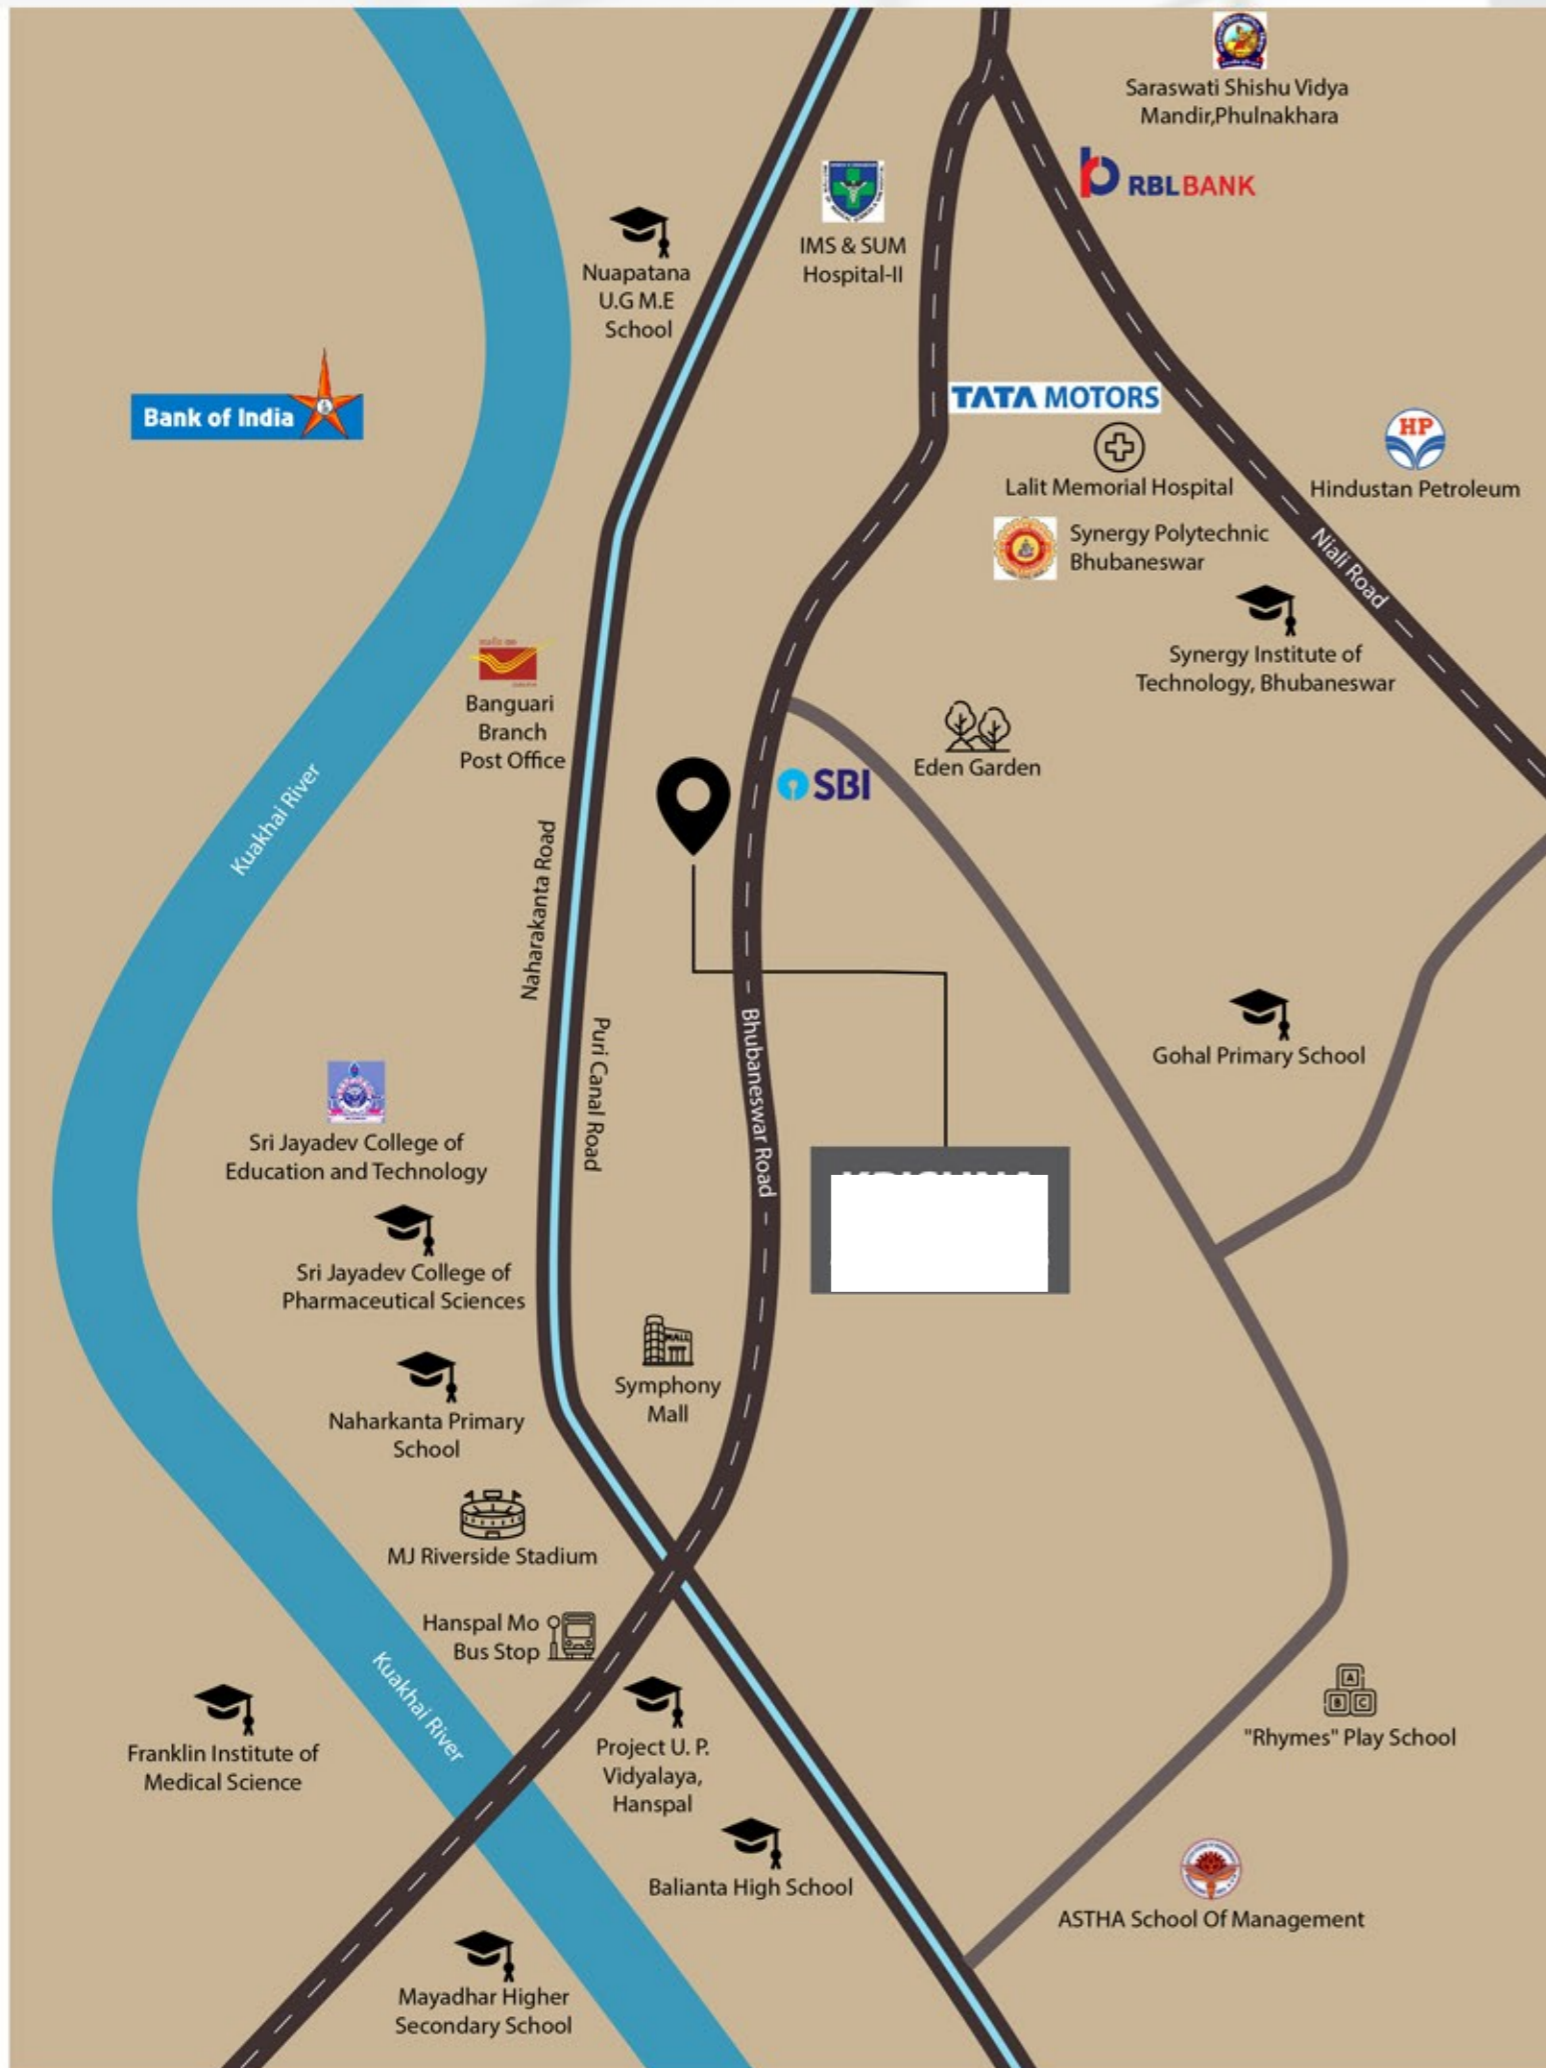 Saraswati Shishu Vidya
Mandir,Phulnakhara
RBL BANK
IMS & SUM
Hospital-II
Nuapatana
U.G M.E
School
Bank of India
TATA MOTORS
HP
Lalit Memorial Hospital
Hindustan Petroleum
Synergy Polytechnic
Bhubaneswar
Niali Road
Synergy Institute of
Technology, Bhubaneswar
Banguari
Branch
Post Office
Eden Garden
SBI
Kuakhai River
Naharakanta Road
Puri Canal Road
Bhubaneswar Road
Gohal Primary School
Sri Jayadev College of
Education and Technology
Sri Jayadev College of
Pharmaceutical Sciences
MALL
Symphony
Mall
Naharkanta Primary
School
MJ Riverside Stadium
Hanspal Mo
Bus Stop
Kuakhai River
Franklin Institute of
Medical Science
Project U. P.
Vidyalaya,
Hanspal
A
B C
"Rhymes" Play School
Balianta High School
ASTHA School Of Management
Mayadhar Higher
Secondary School